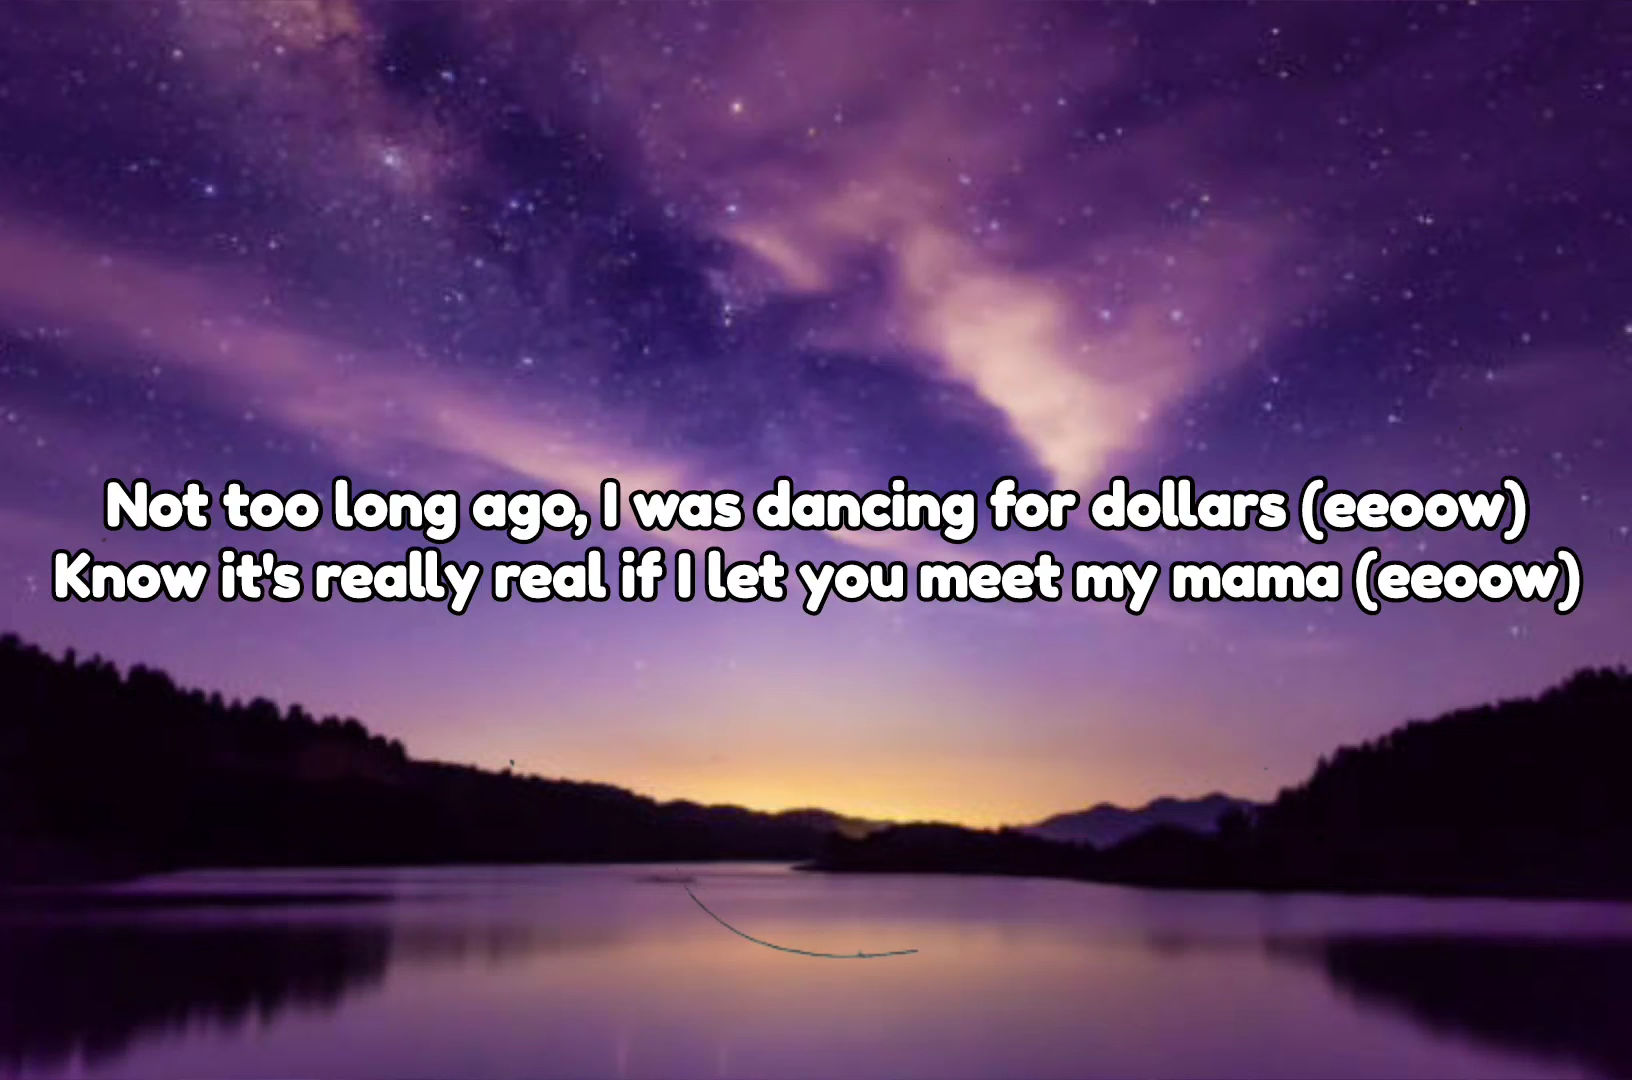 Not too long ago, I was dancing for dollars (eeoow)
Know it's really real if I let you meet my mama (eeoow)